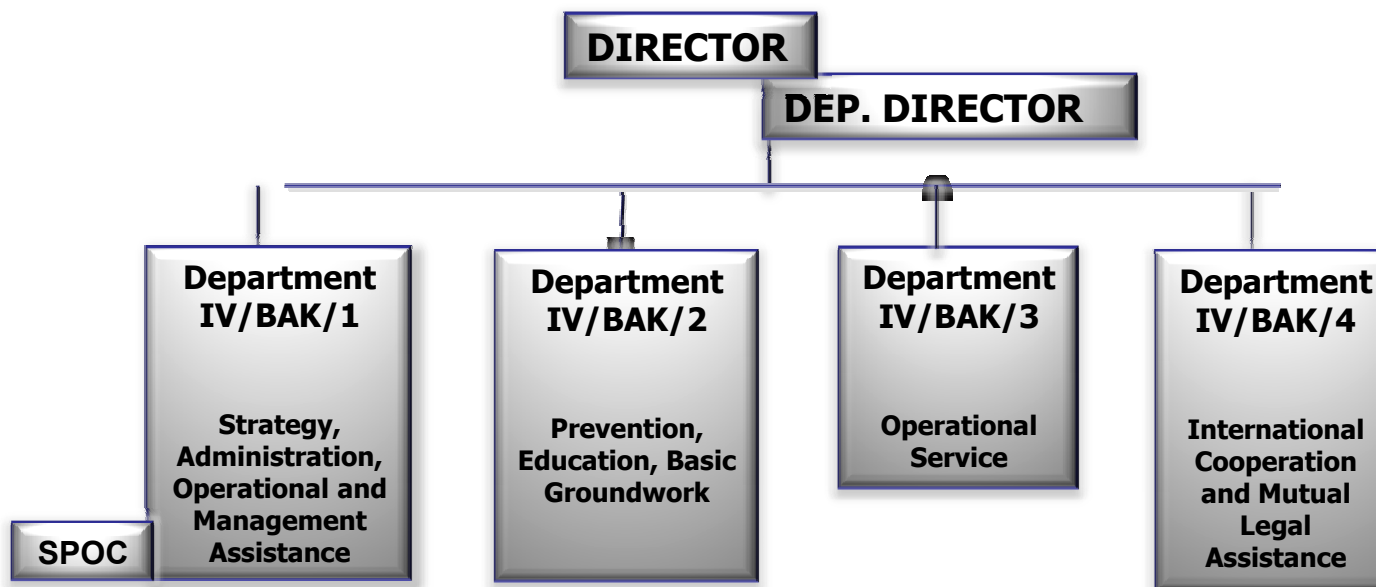 DIRECTOR
DEP. DIRECTOR
Department
IV/BAK/1
Strategy,
Administration,
Operational and
Management
Assistance
SPOC
Department
IV/BAK/2
Prevention,
Education, Basic
Groundwork
Department
IV/BAK/3
Operational
Service
Department
IV/BAK/4
International
Cooperation
and Mutual
Legal
Assistance